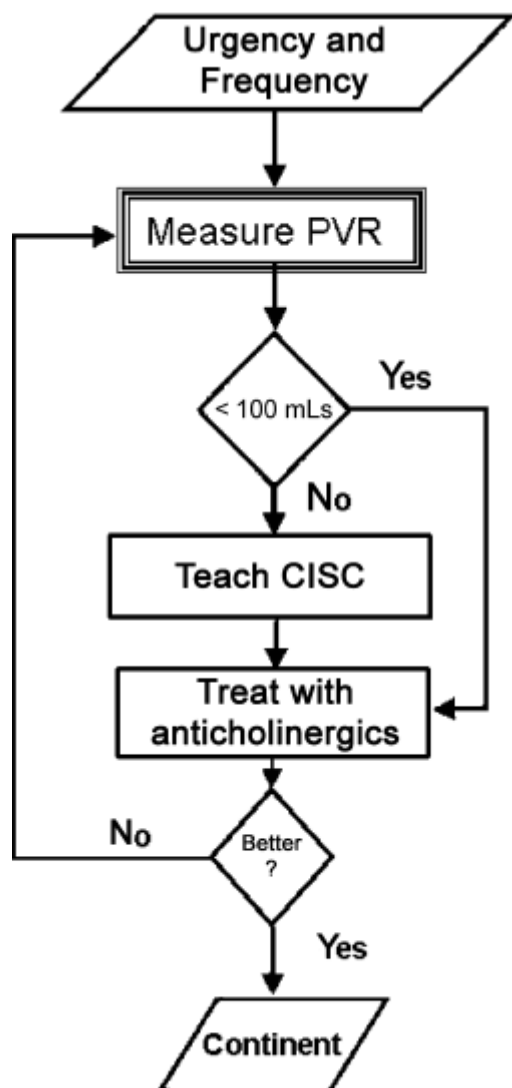 Urgency and
Frequency
Measure PVR
< 100 mLs
Yes
No
Teach CISC
Treat with
anticholinergics
No
Better
?
Yes
Continent